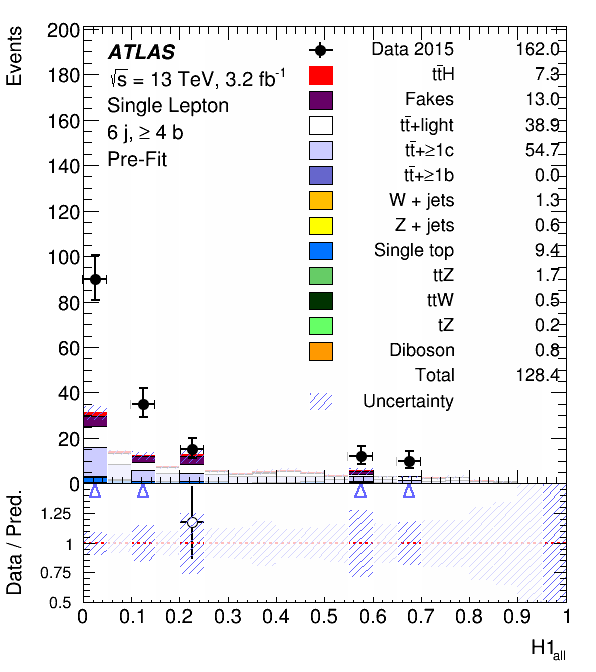 Events
200
180
160
140
120
100
80
60
40
20
0
ATLAS
√s = 13 TeV, 3.2 fb-1
Single Lepton
6 j, ≥ 4 b
Pre-Fit
Data 2015 162.0
tt̄H 7.3
Fakes 13.0
tt̄+light 38.9
tt̄+≥1c 54.7
tt̄+≥1b 0.0
W + jets 1.3
Z + jets 0.6
Single top 9.4
ttZ 1.7
ttW 0.5
tZ 0.2
Diboson 0.8
Total 128.4
Uncertainty
Data / Pred.
1.25
1
0.75
0.5
0 0.1 0.2 0.3 0.4 0.5 0.6 0.7 0.8 0.9 1
H1all